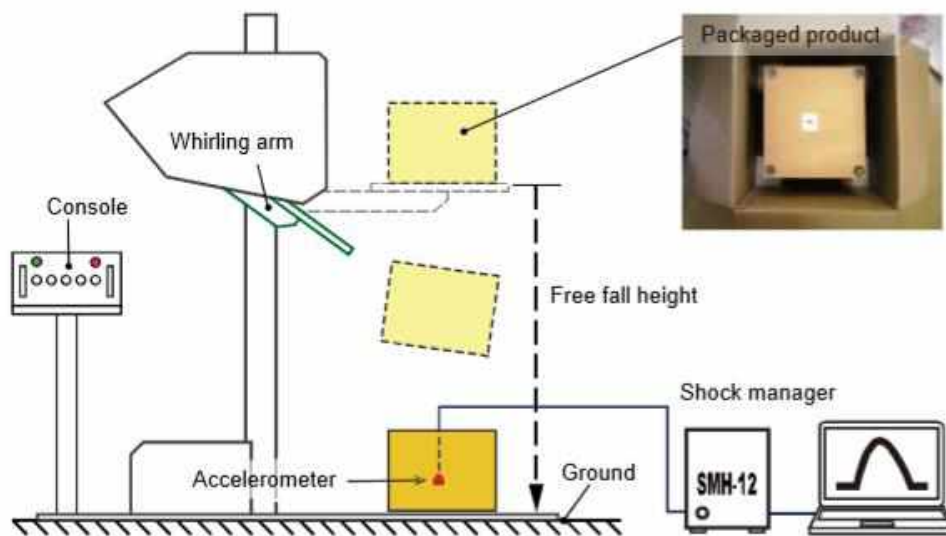 Packaged product
Whirling arm
Console
Free fall height
Shock manager
Accelerometer
Ground
SMH-12